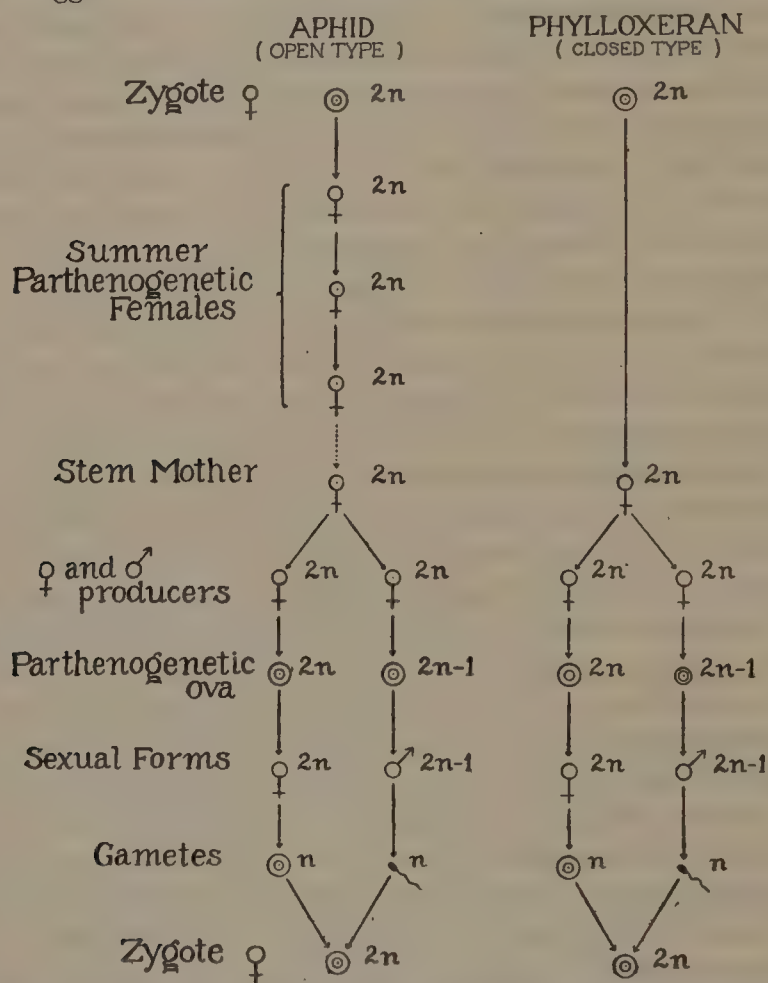 APHID PHYLLOXERAN
( OPEN TYPE ) ( CLOSED TYPE )
Zygote ♀ 2n 2n
2n
Summer
Parthenogenetic 2n
Females
2n
Stem Mother 2n 2n
♀ and ♂ 2n 2n 2n 2n
producers
Parthenogenetic 2n 2n-1 2n 2n-1
ova
Sexual Forms 2n 2n-1 2n 2n-1
Gametes n n n n
Zygote ♀ 2n 2n